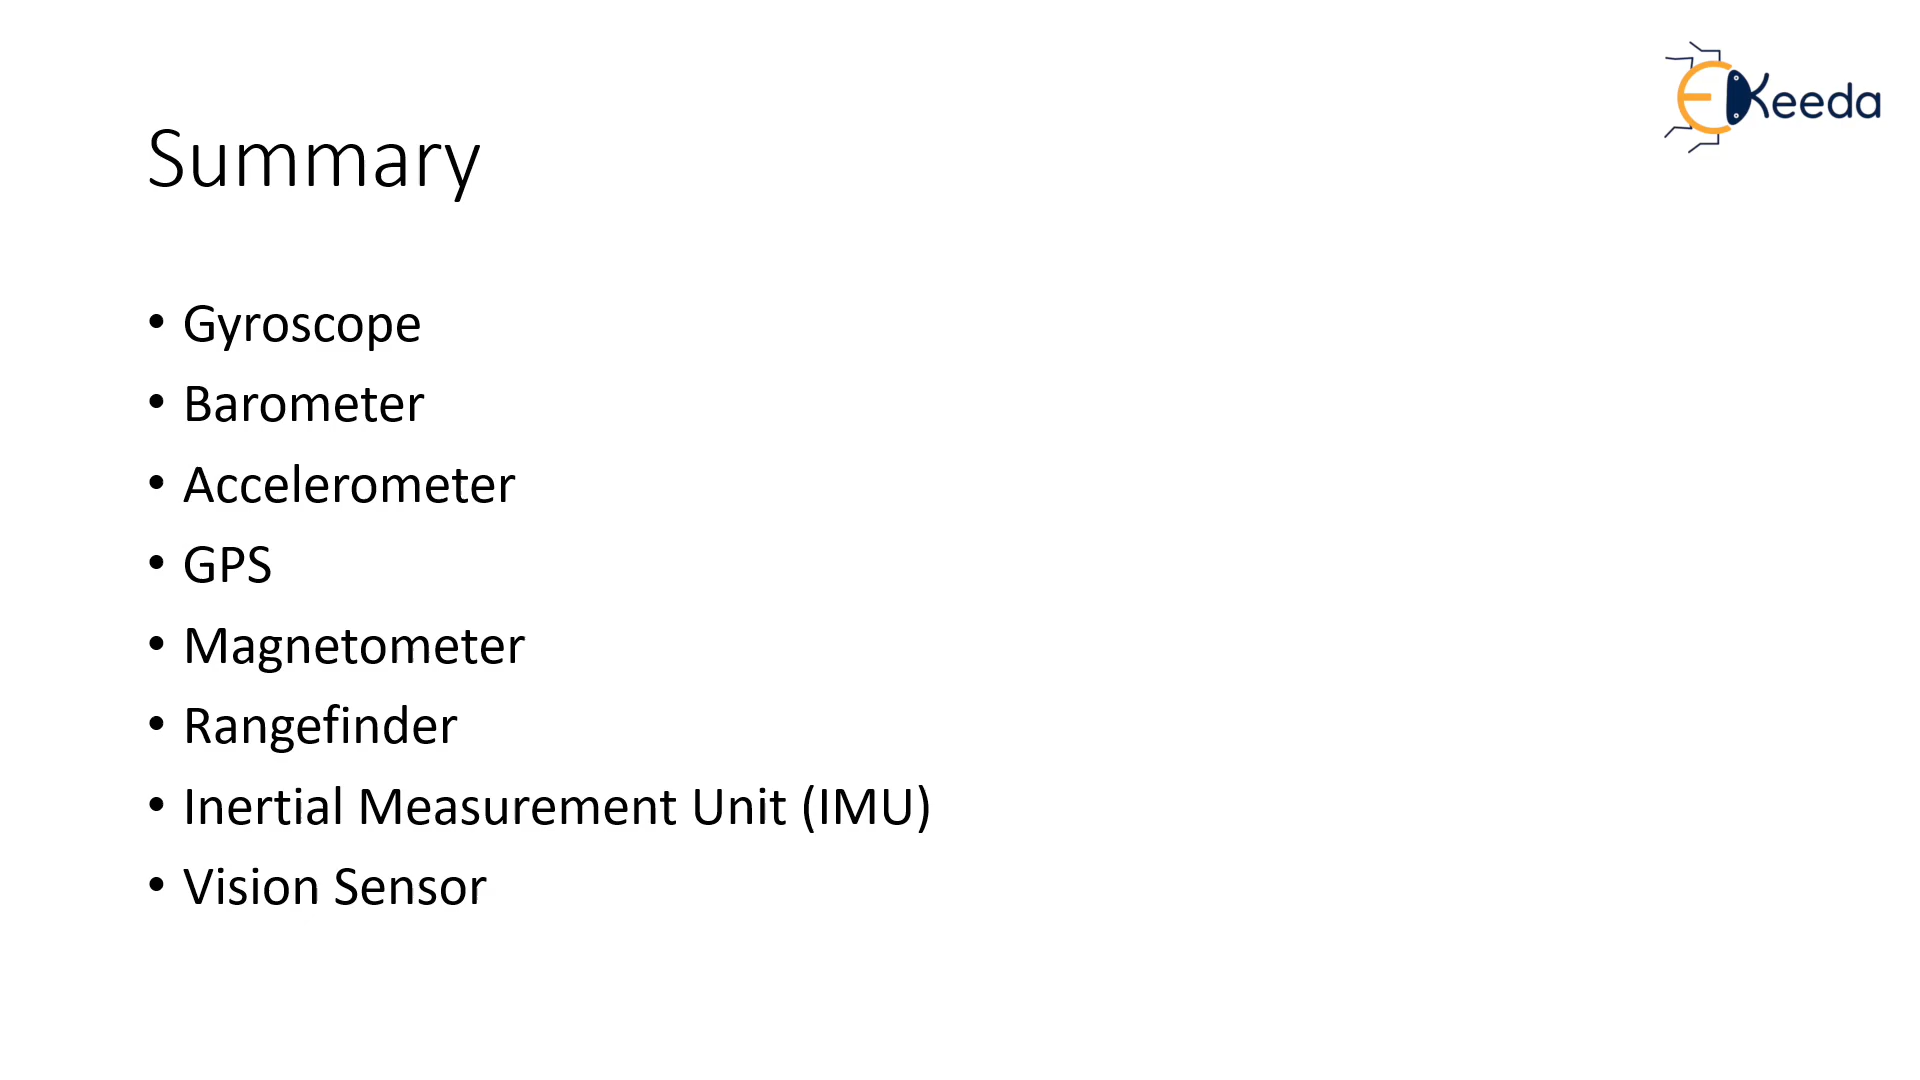 EKeeda
Summary
• Gyroscope
• Barometer
• Accelerometer
• GPS
• Magnetometer
• Rangefinder
• Inertial Measurement Unit (IMU)
• Vision Sensor